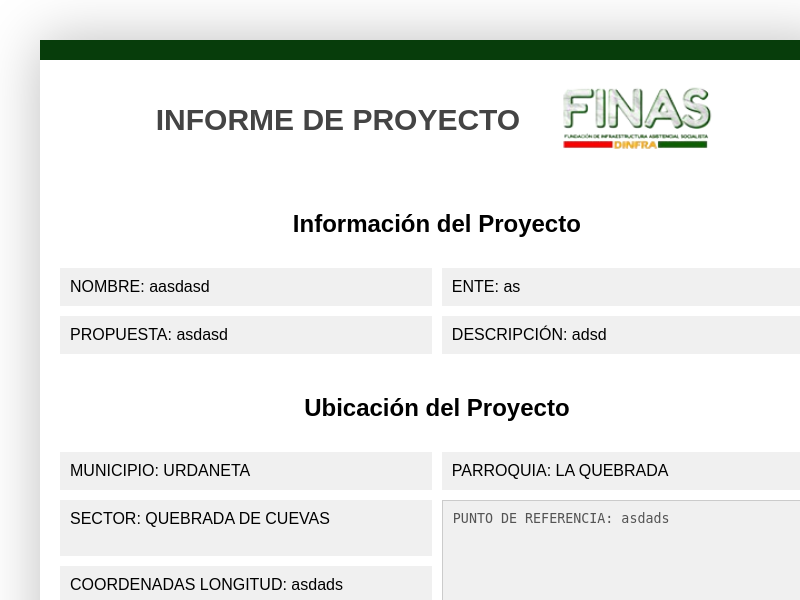 INFORME DE PROYECTO
FINAS
FUNDACIÓN DE INFRAESTRUCTURA ASISTENCIAL SOCIALISTA
DINFRA
Información del Proyecto
NOMBRE: aasdasd
ENTE: as
PROPUESTA: asdasd
DESCRIPCIÓN: adsd
Ubicación del Proyecto
MUNICIPIO: URDANETA
PARROQUIA: LA QUEBRADA
SECTOR: QUEBRADA DE CUEVAS
PUNTO DE REFERENCIA: asdads
COORDENADAS LONGITUD: asdads